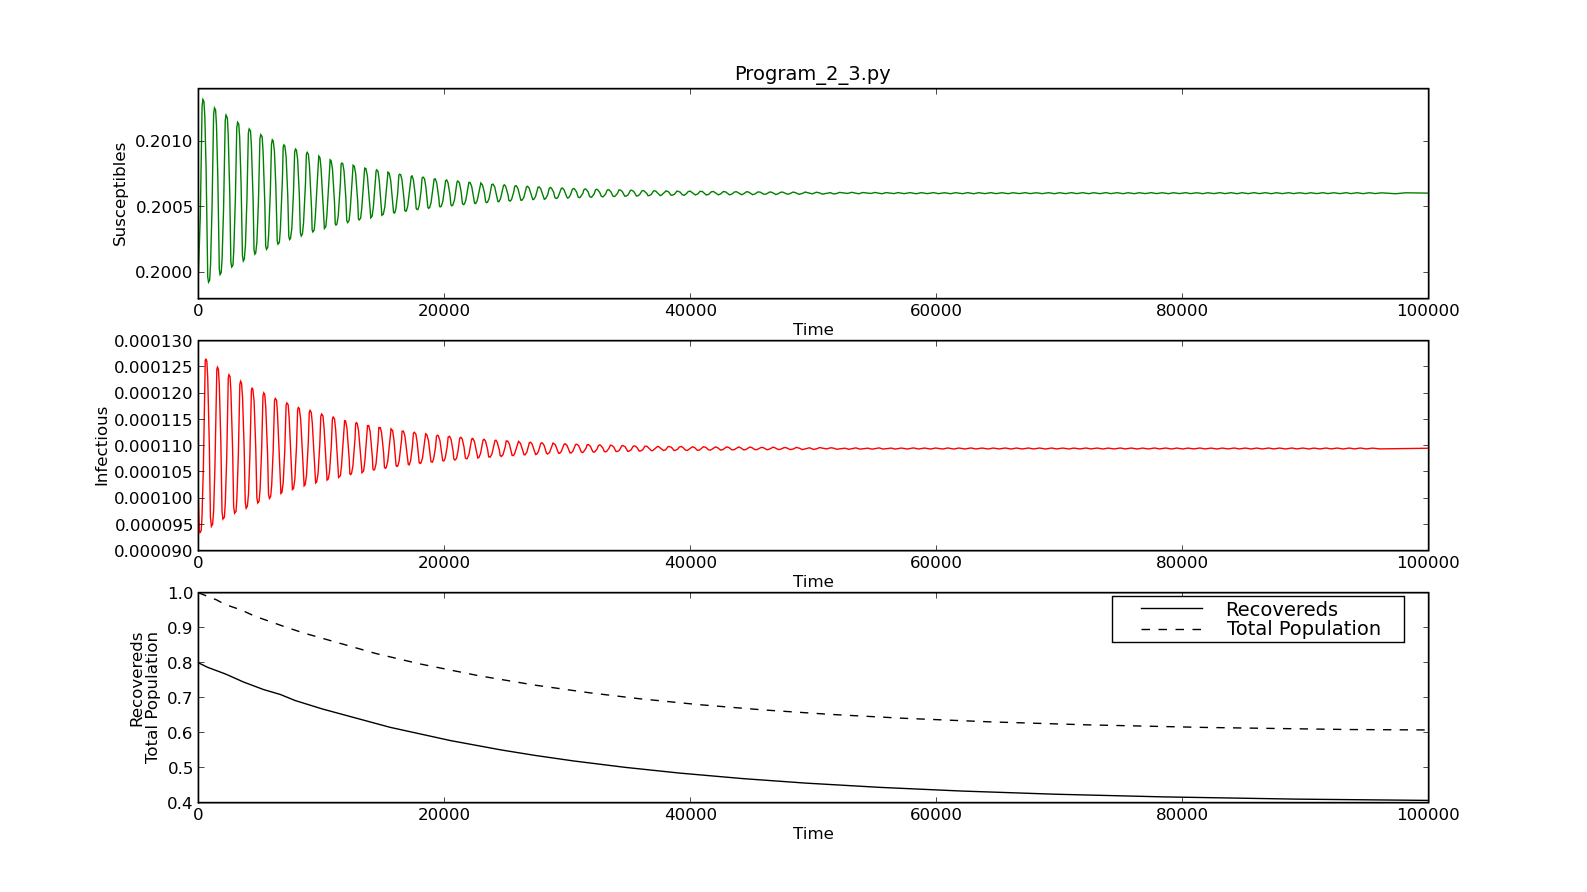 Program_2_3.py
0.2010
0.2005
0.2000
Susceptibles
0 20000 40000 60000 80000 100000
Time
0.000130
0.000125
0.000120
0.000115
0.000110
0.000105
0.000100
0.000095
0.000090
Infectious
0 20000 40000 60000 80000 100000
Time
1.0
0.9
0.8
0.7
0.6
0.5
0.4
Recovereds
Total Population
Recovereds
Total Population
0 20000 40000 60000 80000 100000
Time